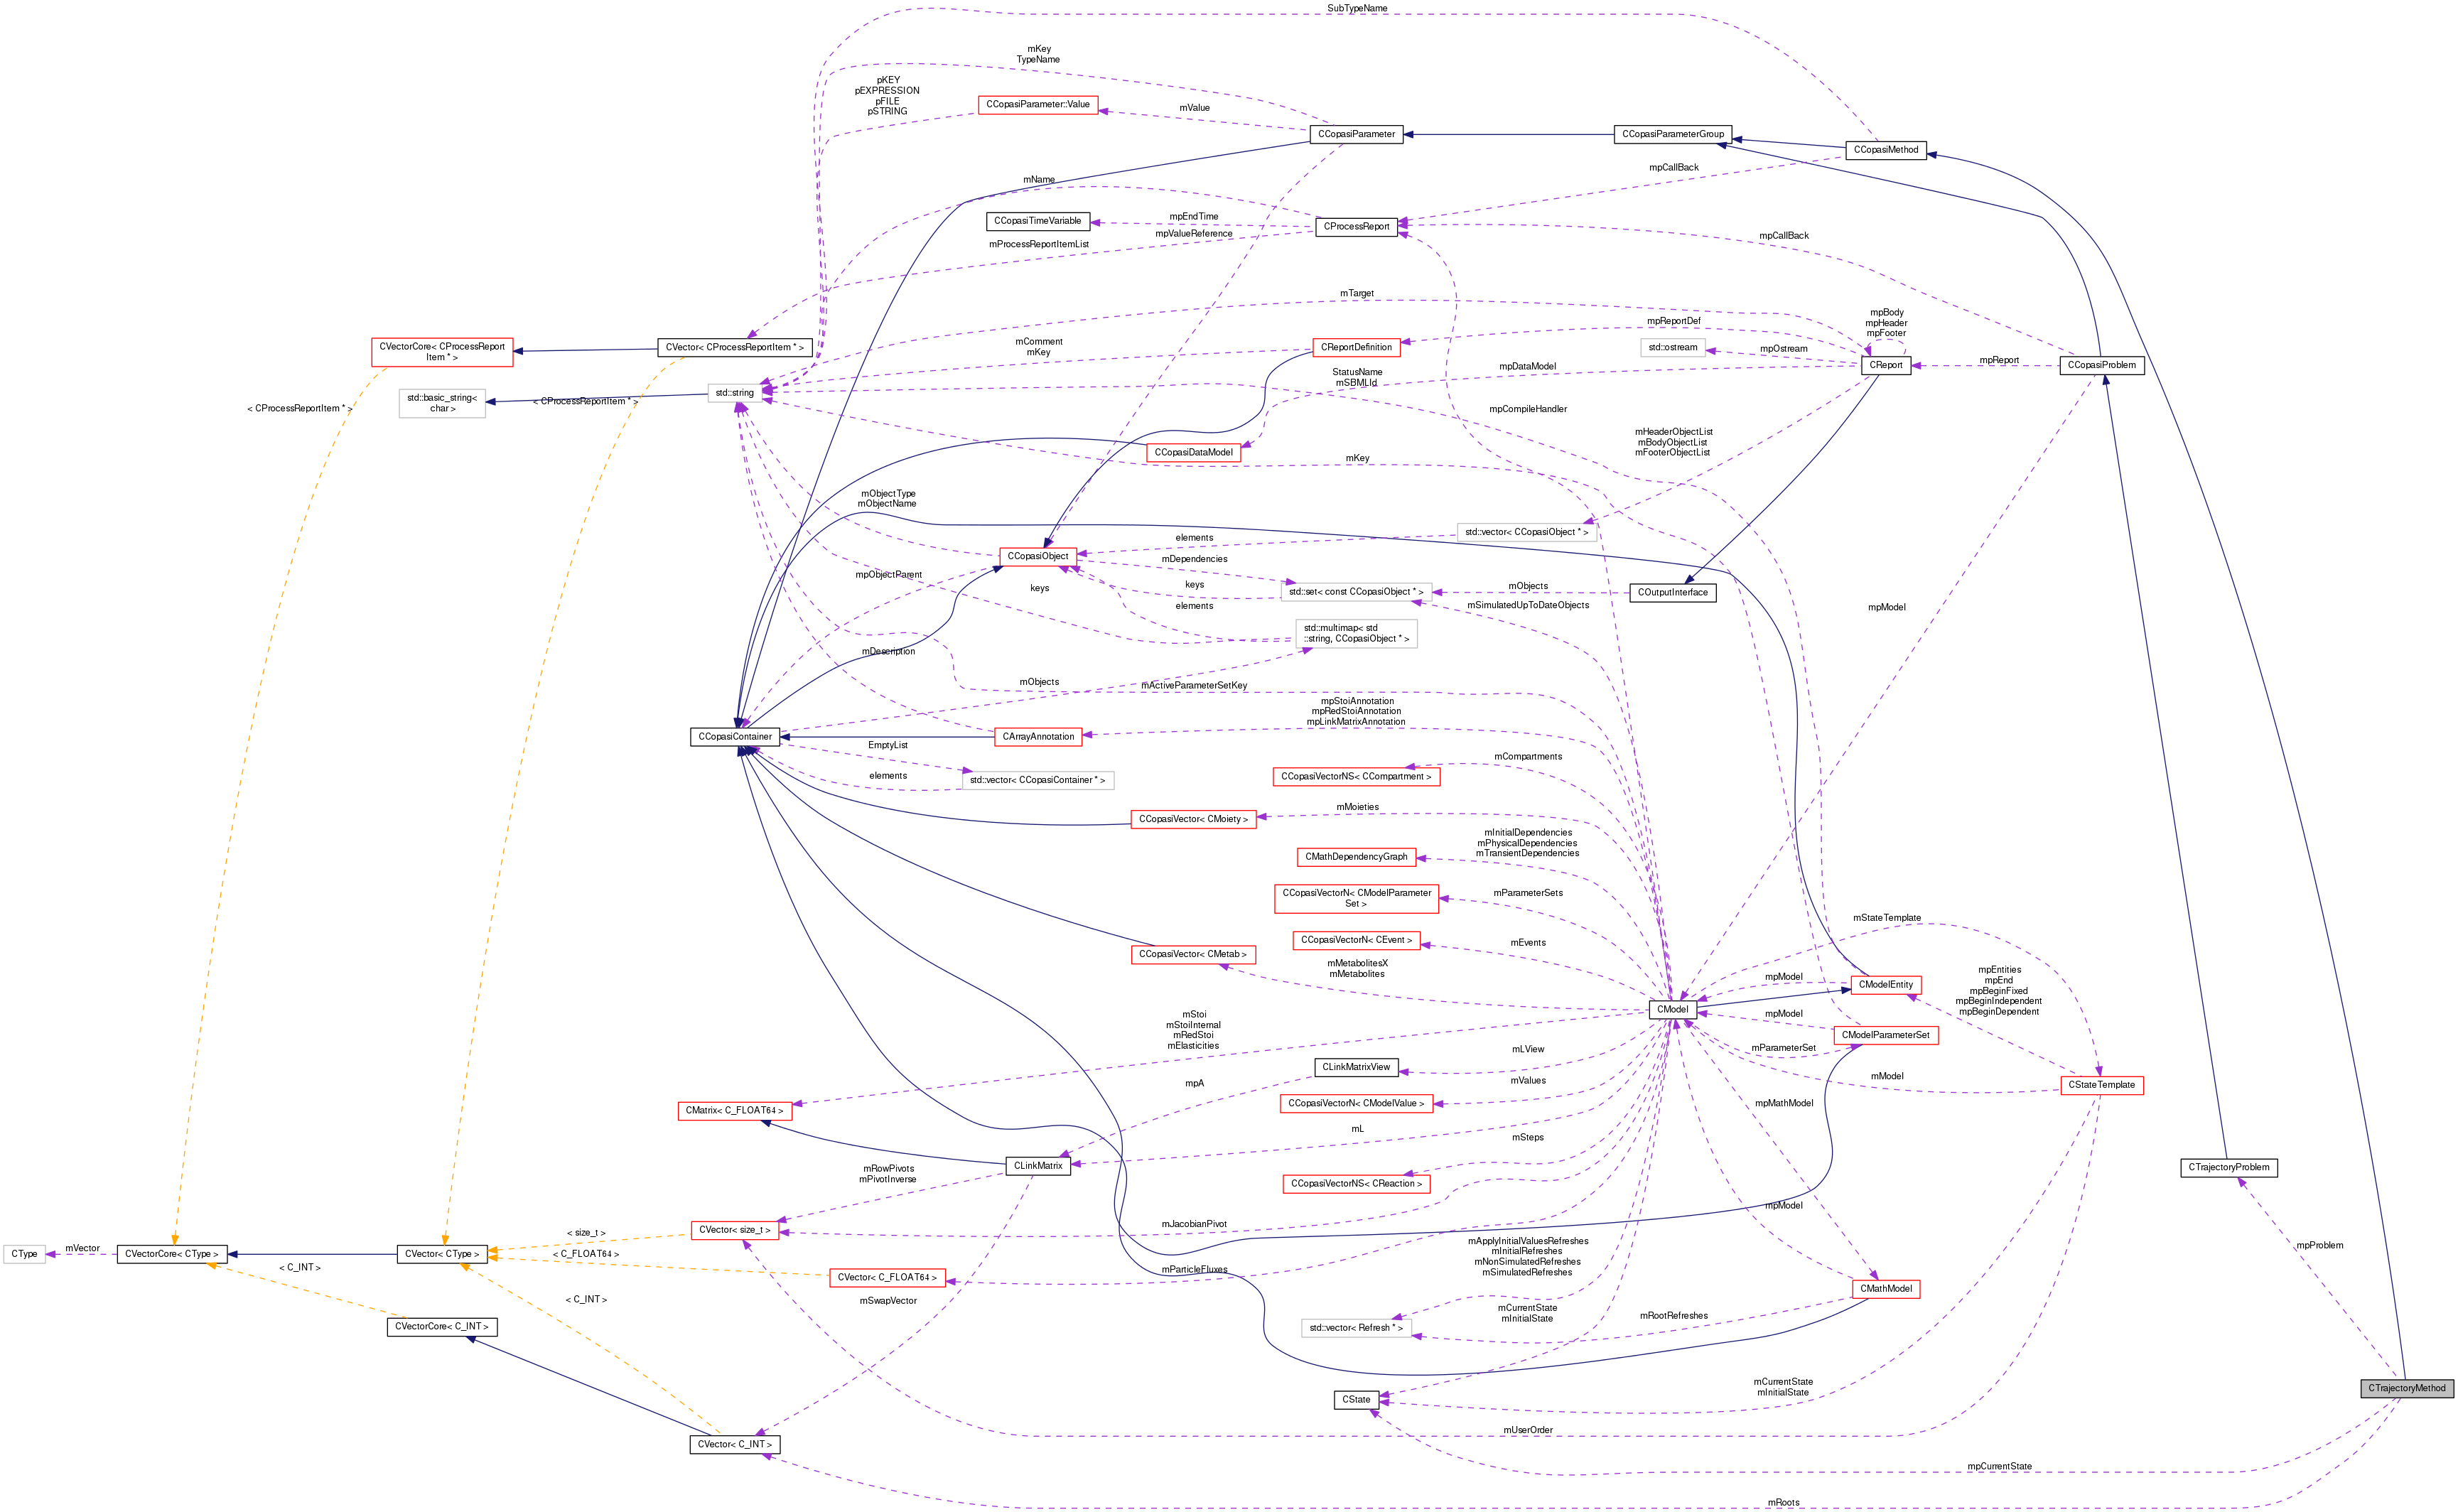 SubTypeName
mKey
TypeName
pKEY
pEXPRESSION
pFILE
pSTRING
CCopasiParameter::Value
mValue
CCopasiParameter
CCopasiParameterGroup
CCopasiMethod
mName
mpCallBack
CCopasiTimeVariable
mpEndTime
CProcessReport
mpCallBack
mProcessReportItemList
mpValueReference
mTarget
mpBody
mpHeader
mpFooter
mpReportDef
CVectorCore< CProcessReport
Item * >
CVector< CProcessReportItem * >
mComment
mKey
CReportDefinition
std::ostream
mpOstream
CReport
mpReport
CCopasiProblem
StatusName
mSBMLId
mpDataModel
std::basic_string<
char >
std::string
< CProcessReportItem * >
< CProcessReportItem * >
mpCompileHandler
mHeaderObjectList
mBodyObjectList
mFooterObjectList
CCopasiDataModel
mKey
mObjectType
mObjectName
std::vector< CCopasiObject * >
elements
CCopasiObject
mDependencies
mpObjectParent
keys
keys
std::set< const CCopasiObject * >
mObjects
COutputInterface
elements
mSimulatedUpToDateObjects
mpModel
std::multimap< std
::string, CCopasiObject * >
mDescription
mObjects
mActiveParameterSetKey
mpStoiAnnotation
mpRedStoiAnnotation
mpLinkMatrixAnnotation
CCopasiContainer
CArrayAnnotation
EmptyList
elements
std::vector< CCopasiContainer * >
mCompartments
CCopasiVectorNS< CCompartment >
mMoieties
CCopasiVector< CMoiety >
mInitialDependencies
mPhysicalDependencies
mTransientDependencies
CMathDependencyGraph
CCopasiVectorN< CModelParameter
Set >
mParameterSets
mStateTemplate
CCopasiVectorN< CEvent >
mEvents
CCopasiVector< CMetab >
mMetabolitesX
mMetabolites
mpModel
CModelEntity
mpEntities
mpEnd
mpBeginFixed
mpBeginIndependent
mpBeginDependent
CModel
mStoi
mStoiInternal
mRedStoi
mElasticities
mpModel
CModelParameterSet
mLView
mParameterSet
CLinkMatrixView
mpA
mValues
mModel
CStateTemplate
CMatrix< C_FLOAT64 >
CCopasiVectorN< CModelValue >
mpMathModel
mL
mSteps
CLinkMatrix
mRowPivots
mPivotInverse
CCopasiVectorNS< CReaction >
CTrajectoryProblem
mpModel
CVector< size_t >
mJacobianPivot
< size_t >
CType
mVector
CVectorCore< CType >
CVector< CType >
< C_FLOAT64 >
mpProblem
< C_INT >
CVector< C_FLOAT64 >
mParticleFluxes
mApplyInitialValuesRefreshes
mInitialRefreshes
mNonSimulatedRefreshes
mSimulatedRefreshes
CMathModel
< C_INT >
mSwapVector
mCurrentState
mInitialState
mRootRefreshes
CVectorCore< C_INT >
std::vector< Refresh * >
mCurrentState
mInitialState
CTrajectoryMethod
CState
mUserOrder
CVector< C_INT >
mpCurrentState
mRoots